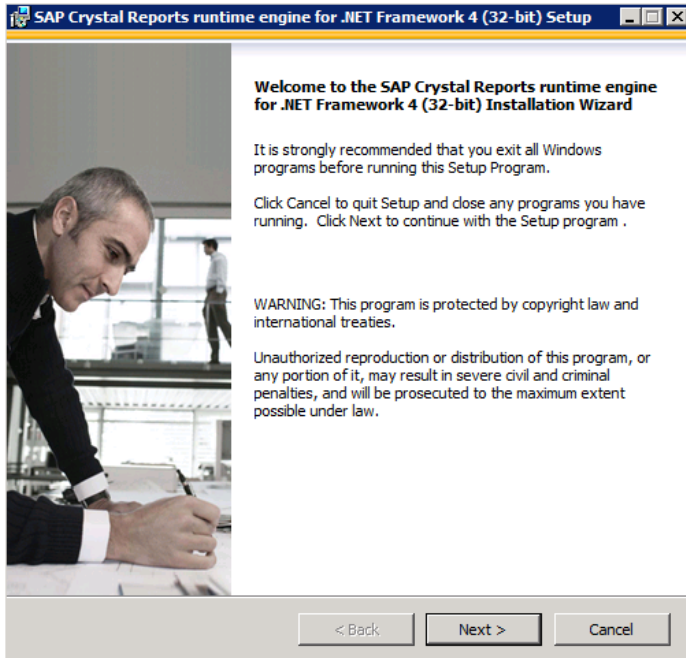 SAP Crystal Reports runtime engine for .NET Framework 4 (32-bit) Setup
Welcome to the SAP Crystal Reports runtime engine
for .NET Framework 4 (32-bit) Installation Wizard
It is strongly recommended that you exit all Windows
programs before running this Setup Program.
Click Cancel to quit Setup and close any programs you have
running.  Click Next to continue with the Setup program .
WARNING: This program is protected by copyright law and
international treaties.
Unauthorized reproduction or distribution of this program, or
any portion of it, may result in severe civil and criminal
penalties, and will be prosecuted to the maximum extent
possible under law.
< Back
Next >
Cancel